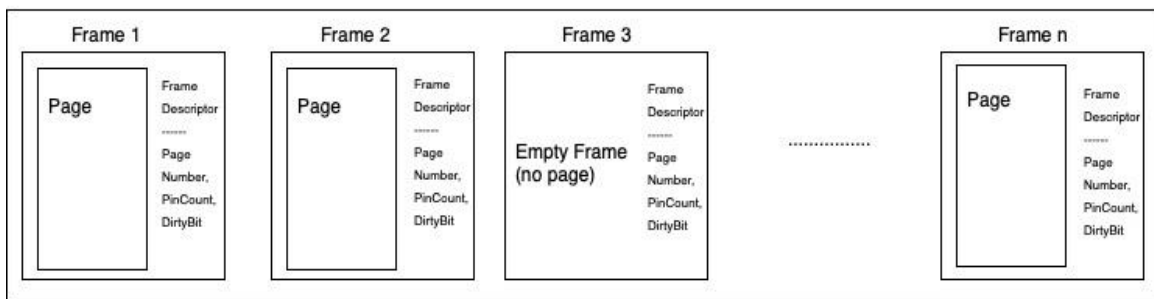 Frame 1
Page
Frame
Descriptor
------
Page
Number,
PinCount,
DirtyBit
Frame 2
Page
Frame
Descriptor
------
Page
Number,
PinCount,
DirtyBit
Frame 3
Empty Frame
(no page)
Frame
Descriptor
------
Page
Number,
PinCount,
DirtyBit
................
Frame n
Page
Frame
Descriptor
------
Page
Number,
PinCount,
DirtyBit